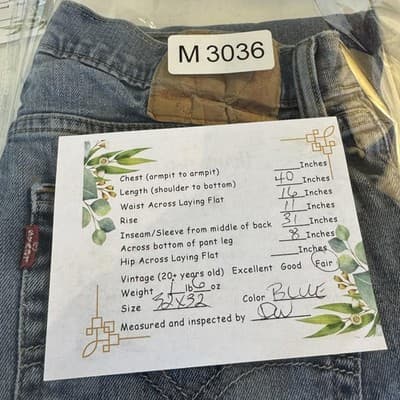 M 3036
Chest (armpit to armpit) ___Inches
Length (shoulder to bottom) 40 Inches
Waist Across Laying Flat 16 Inches
Rise 11 Inches
Inseam/Sleeve from middle of back 31 Inches
Across bottom of pant leg 8 Inches
Hip Across Laying Flat ___Inches
Vintage (20+ years old) Excellent Good Fair
Weight 1 lb 6 oz
Size 32X32 Color BLUE
Measured and inspected by